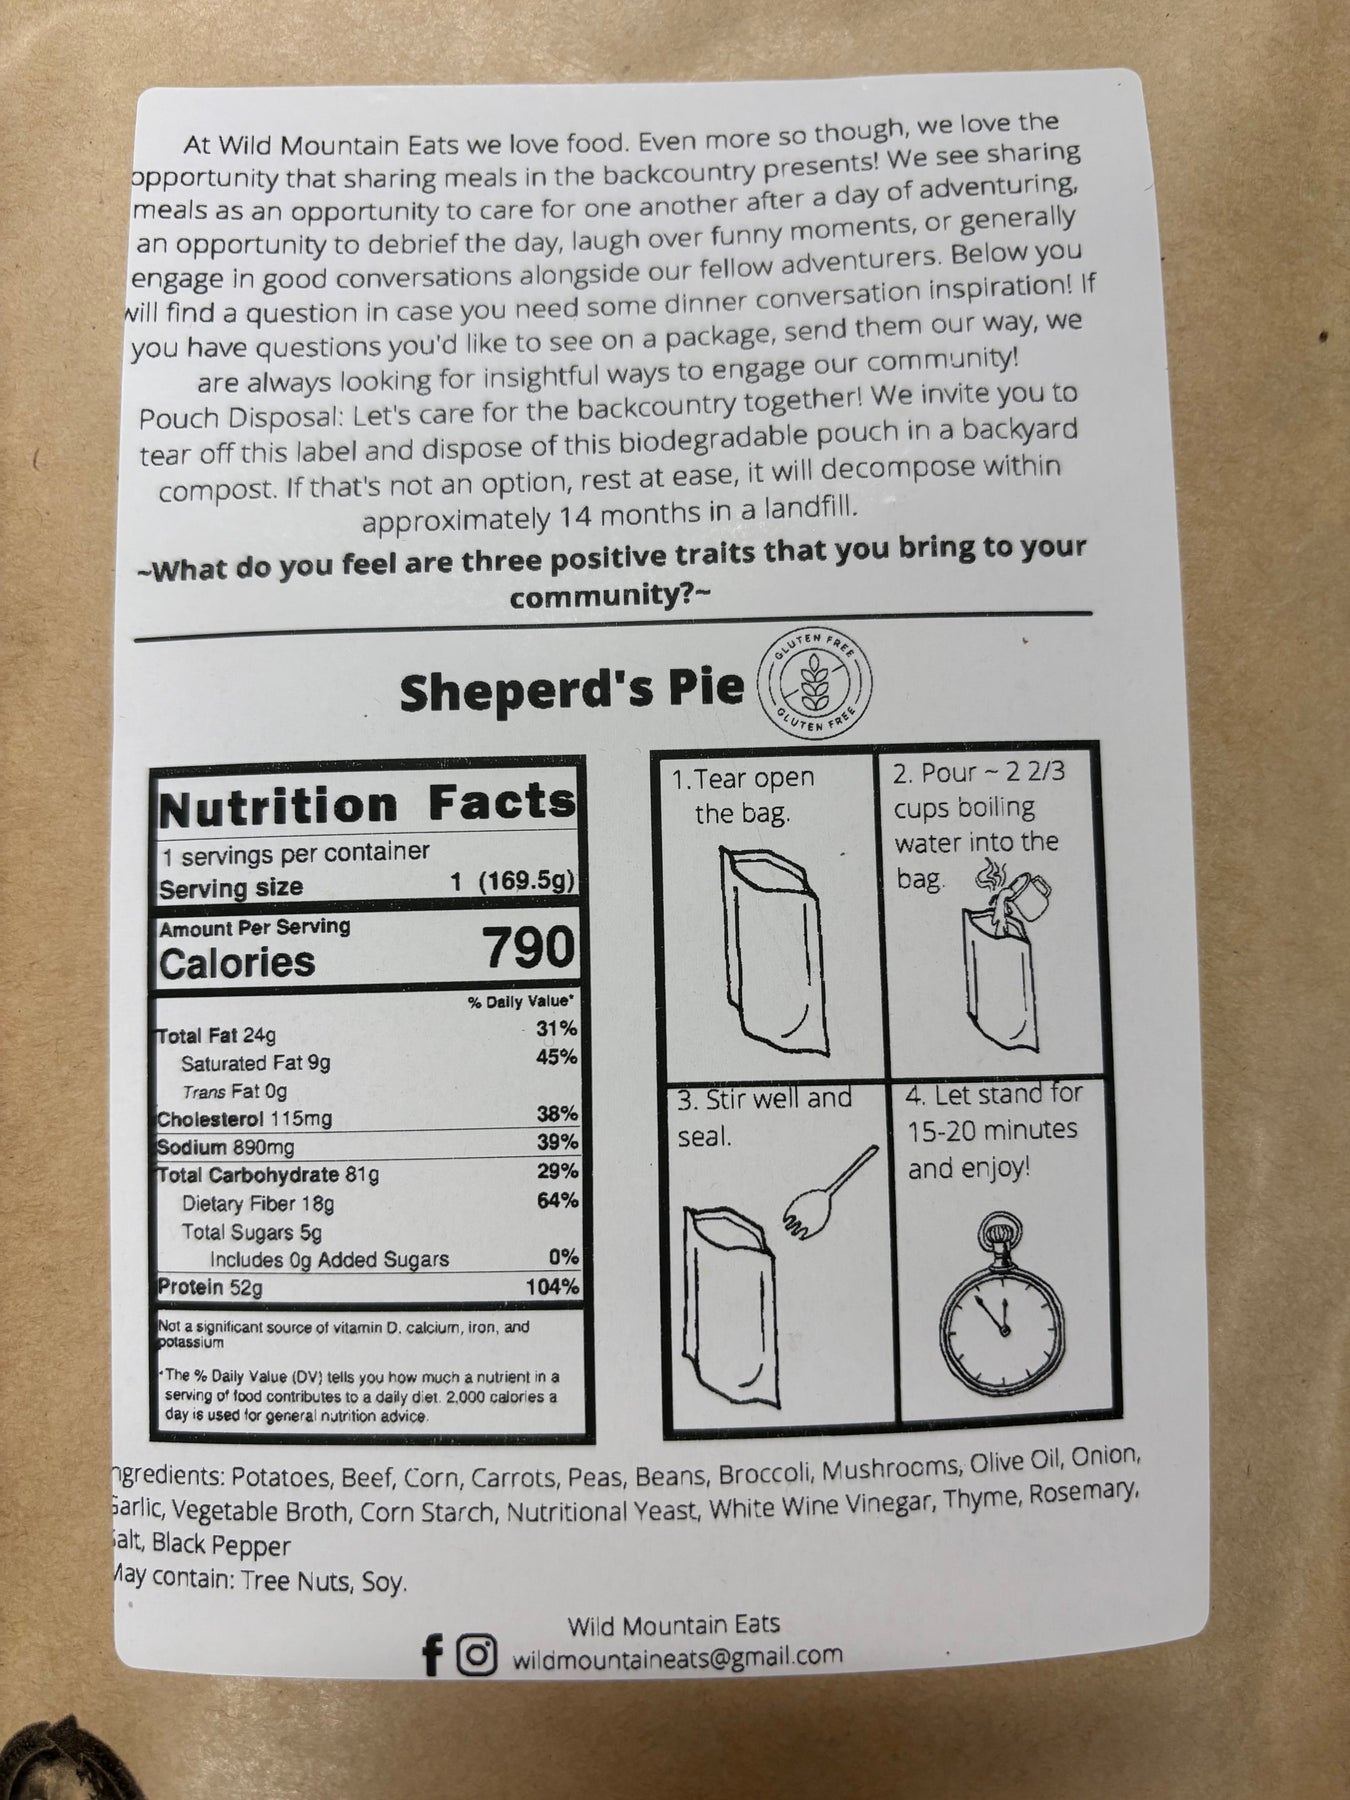 At Wild Mountain Eats we love food. Even more so though, we love the
opportunity that sharing meals in the backcountry presents! We see sharing
meals as an opportunity to care for one another after a day of adventuring,
an opportunity to debrief the day, laugh over funny moments, or generally
engage in good conversations alongside our fellow adventurers. Below you
will find a question in case you need some dinner conversation inspiration! If
you have questions you'd like to see on a package, send them our way, we
are always looking for insightful ways to engage our community!
Pouch Disposal: Let's care for the backcountry together! We invite you to
tear off this label and dispose of this biodegradable pouch in a backyard
compost. If that's not an option, rest at ease, it will decompose within
approximately 14 months in a landfill.
~What do you feel are three positive traits that you bring to your
community?~
Sheperd's Pie
GLUTEN FREE
GLUTEN FREE
Nutrition Facts
1 servings per container
Serving size 1 (169.5g)
Amount Per Serving
Calories 790
% Daily Value*
Total Fat 24g 31%
Saturated Fat 9g 45%
Trans Fat 0g
Cholesterol 115mg 38%
Sodium 890mg 39%
Total Carbohydrate 81g 29%
Dietary Fiber 18g 64%
Total Sugars 5g
Includes 0g Added Sugars 0%
Protein 52g 104%
Not a significant source of vitamin D, calcium, iron, and
potassium
*The % Daily Value (DV) tells you how much a nutrient in a
serving of food contributes to a daily diet. 2,000 calories a
day is used for general nutrition advice.
1.Tear open
the bag.
2. Pour ~ 2 2/3
cups boiling
water into the
bag.
3. Stir well and
seal.
4. Let stand for
15-20 minutes
and enjoy!
ngredients: Potatoes, Beef, Corn, Carrots, Peas, Beans, Broccoli, Mushrooms, Olive Oil, Onion,
Garlic, Vegetable Broth, Corn Starch, Nutritional Yeast, White Wine Vinegar, Thyme, Rosemary,
Salt, Black Pepper
May contain: Tree Nuts, Soy.
Wild Mountain Eats
wildmountaineats@gmail.com